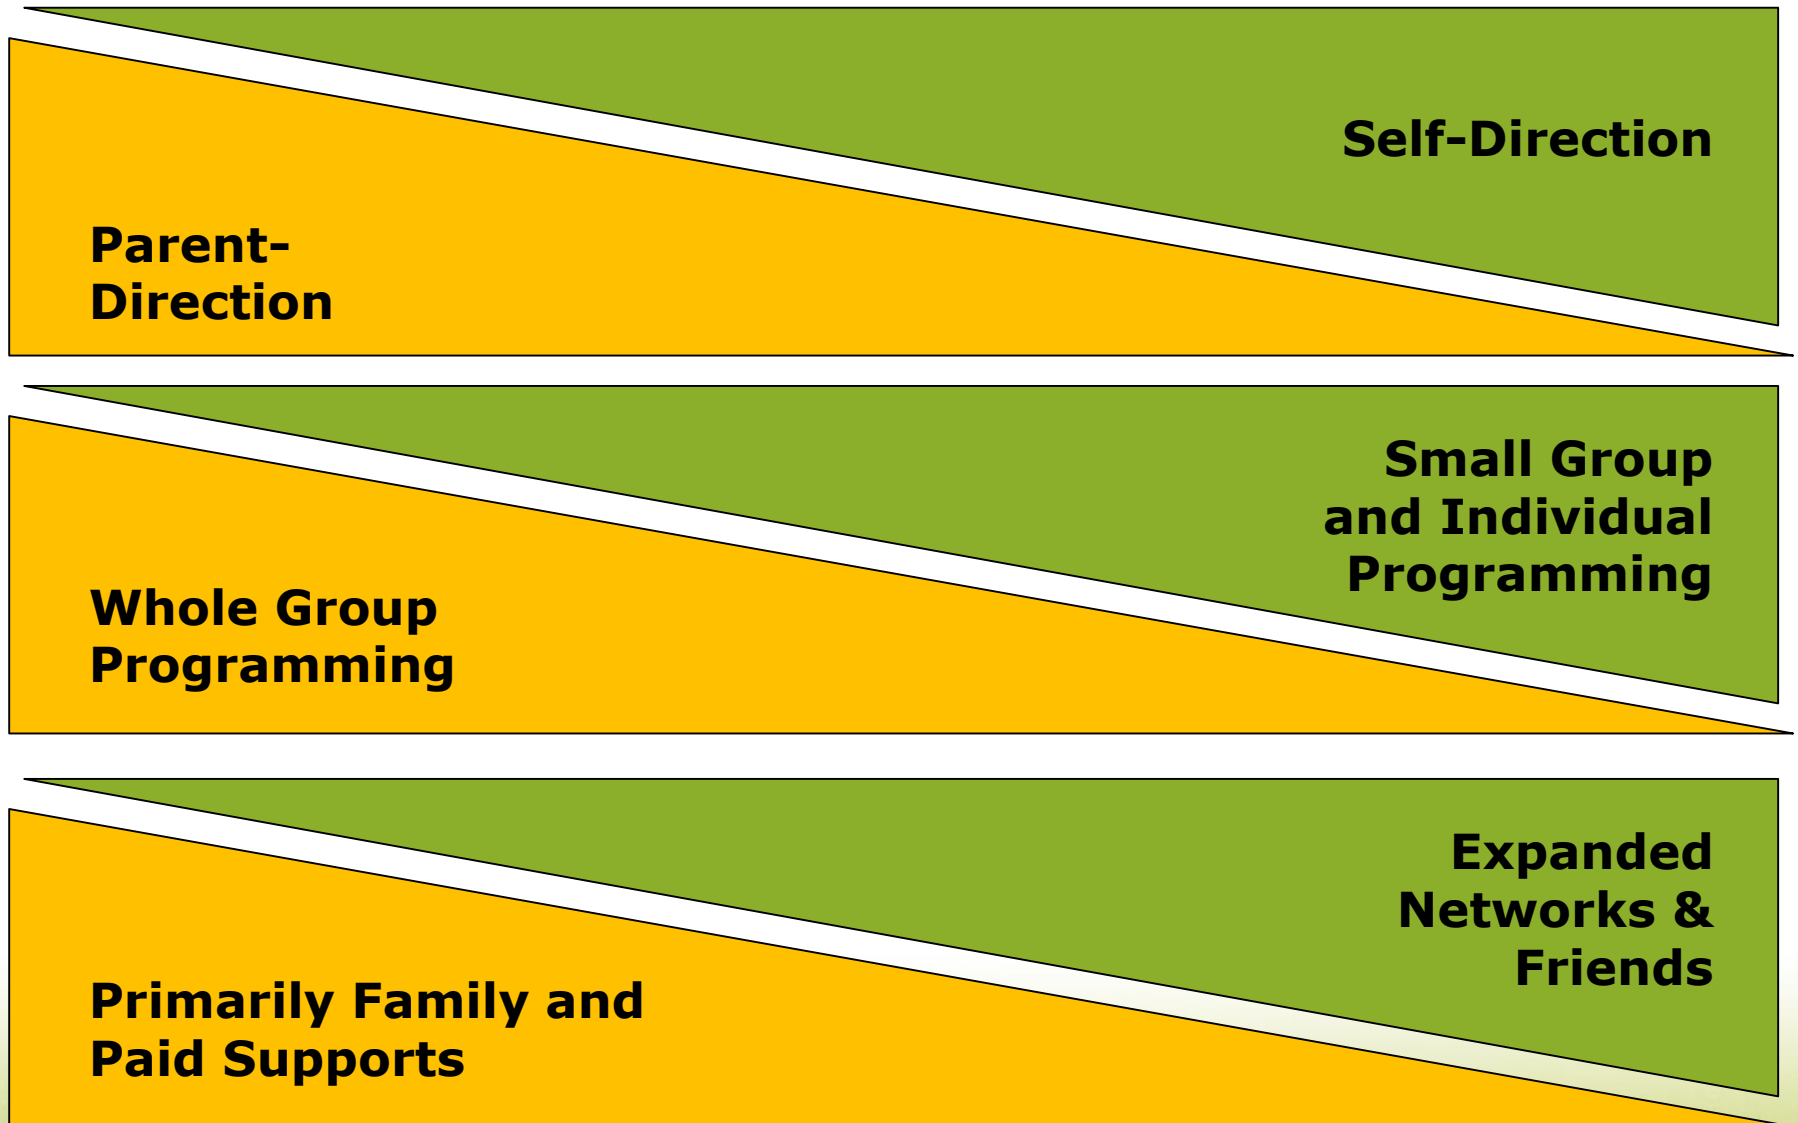 Self-Direction
Parent-
Direction
Small Group
and Individual
Programming
Whole Group
Programming
Expanded
Networks &
Friends
Primarily Family and
Paid Supports